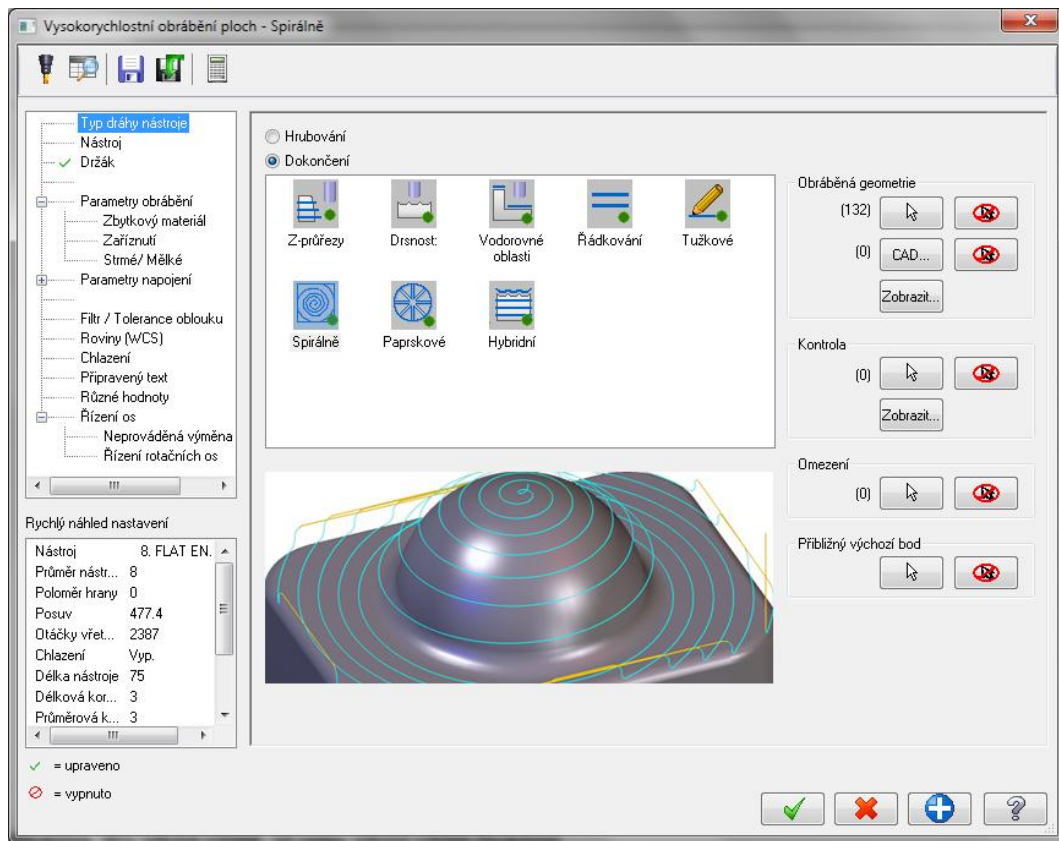 Vysokorychlostní obrábění ploch - Spirálně
Typ dráhy nástroje
Nástroj
Držák
Parametry obrábění
Zbytkový materiál
Zaříznutí
Strmé/ Mělké
Parametry napojení
Filtr / Tolerance oblouku
Roviny (WCS)
Chlazení
Připravený text
Různé hodnoty
Řízení os
Neprováděná výměna
Řízení rotačních os
Rychlý náhled nastavení
Nástroj 8. FLAT EN.
Průměr nástr... 8
Poloměr hrany 0
Posuv 477.4
Otáčky vřet... 2387
Chlazení Vyp.
Délka nástroje 75
Délková kor... 3
Průměrová k... 3
= upraveno
= vypnuto
Hrubování
Dokončení
Z-průřezy
Drsnost:
Vodorovné
oblasti
Řádkování
Tužkové
Spirálně
Paprskové
Hybridní
Obráběná geometrie
(132)
(0) CAD...
Zobrazit...
Kontrola
(0)
Zobrazit...
Omezení
(0)
Přibližný výchozí bod